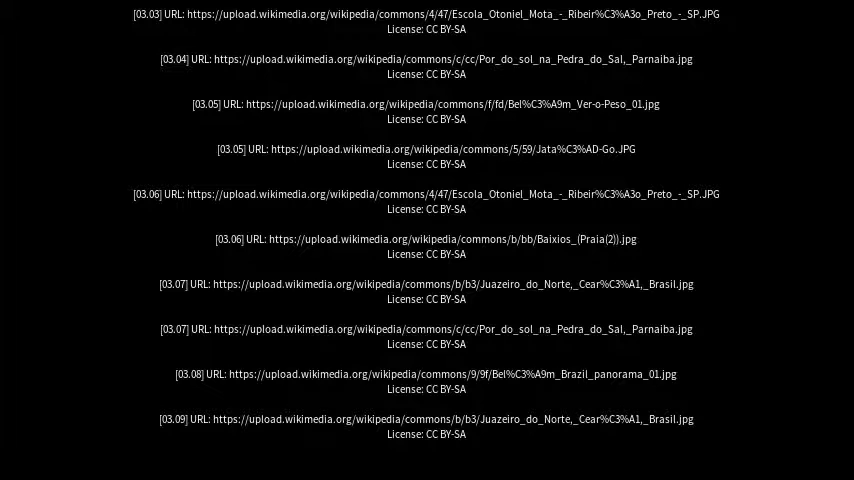 [03.03] URL: https://upload.wikimedia.org/wikipedia/commons/4/47/Escola_Otoniel_Mota_-_Ribeir%C3%A3o_Preto_-_SP.JPG
License: CC BY-SA
[03.04] URL: https://upload.wikimedia.org/wikipedia/commons/c/cc/Por_do_sol_na_Pedra_do_Sal,_Parnaiba.jpg
License: CC BY-SA
[03.05] URL: https://upload.wikimedia.org/wikipedia/commons/f/fd/Bel%C3%A9m_Ver-o-Peso_01.jpg
License: CC BY-SA
[03.05] URL: https://upload.wikimedia.org/wikipedia/commons/5/59/Jata%C3%AD-Go.JPG
License: CC BY-SA
[03.06] URL: https://upload.wikimedia.org/wikipedia/commons/4/47/Escola_Otoniel_Mota_-_Ribeir%C3%A3o_Preto_-_SP.JPG
License: CC BY-SA
[03.06] URL: https://upload.wikimedia.org/wikipedia/commons/b/bb/Baixios_(Praia(2)).jpg
License: CC BY-SA
[03.07] URL: https://upload.wikimedia.org/wikipedia/commons/b/b3/Juazeiro_do_Norte,_Cear%C3%A1,_Brasil.jpg
License: CC BY-SA
[03.07] URL: https://upload.wikimedia.org/wikipedia/commons/c/cc/Por_do_sol_na_Pedra_do_Sal,_Parnaiba.jpg
License: CC BY-SA
[03.08] URL: https://upload.wikimedia.org/wikipedia/commons/9/9f/Bel%C3%A9m_Brazil_panorama_01.jpg
License: CC BY-SA
[03.09] URL: https://upload.wikimedia.org/wikipedia/commons/b/b3/Juazeiro_do_Norte,_Cear%C3%A1,_Brasil.jpg
License: CC BY-SA